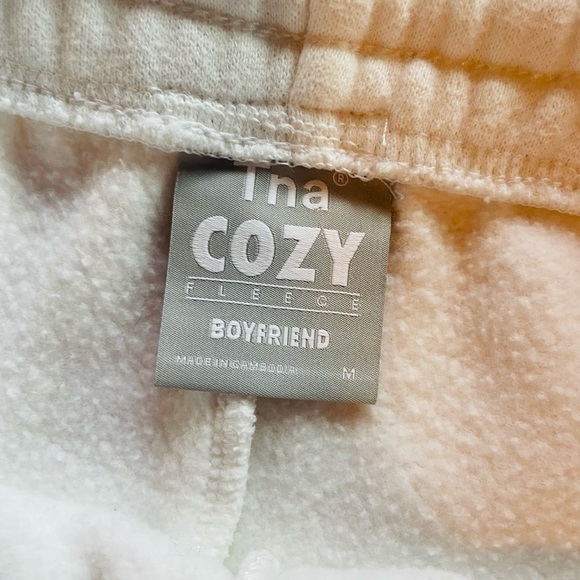 Tna®
COZY
FLEECE
BOYFRIEND
MADE IN CAMBODIA M